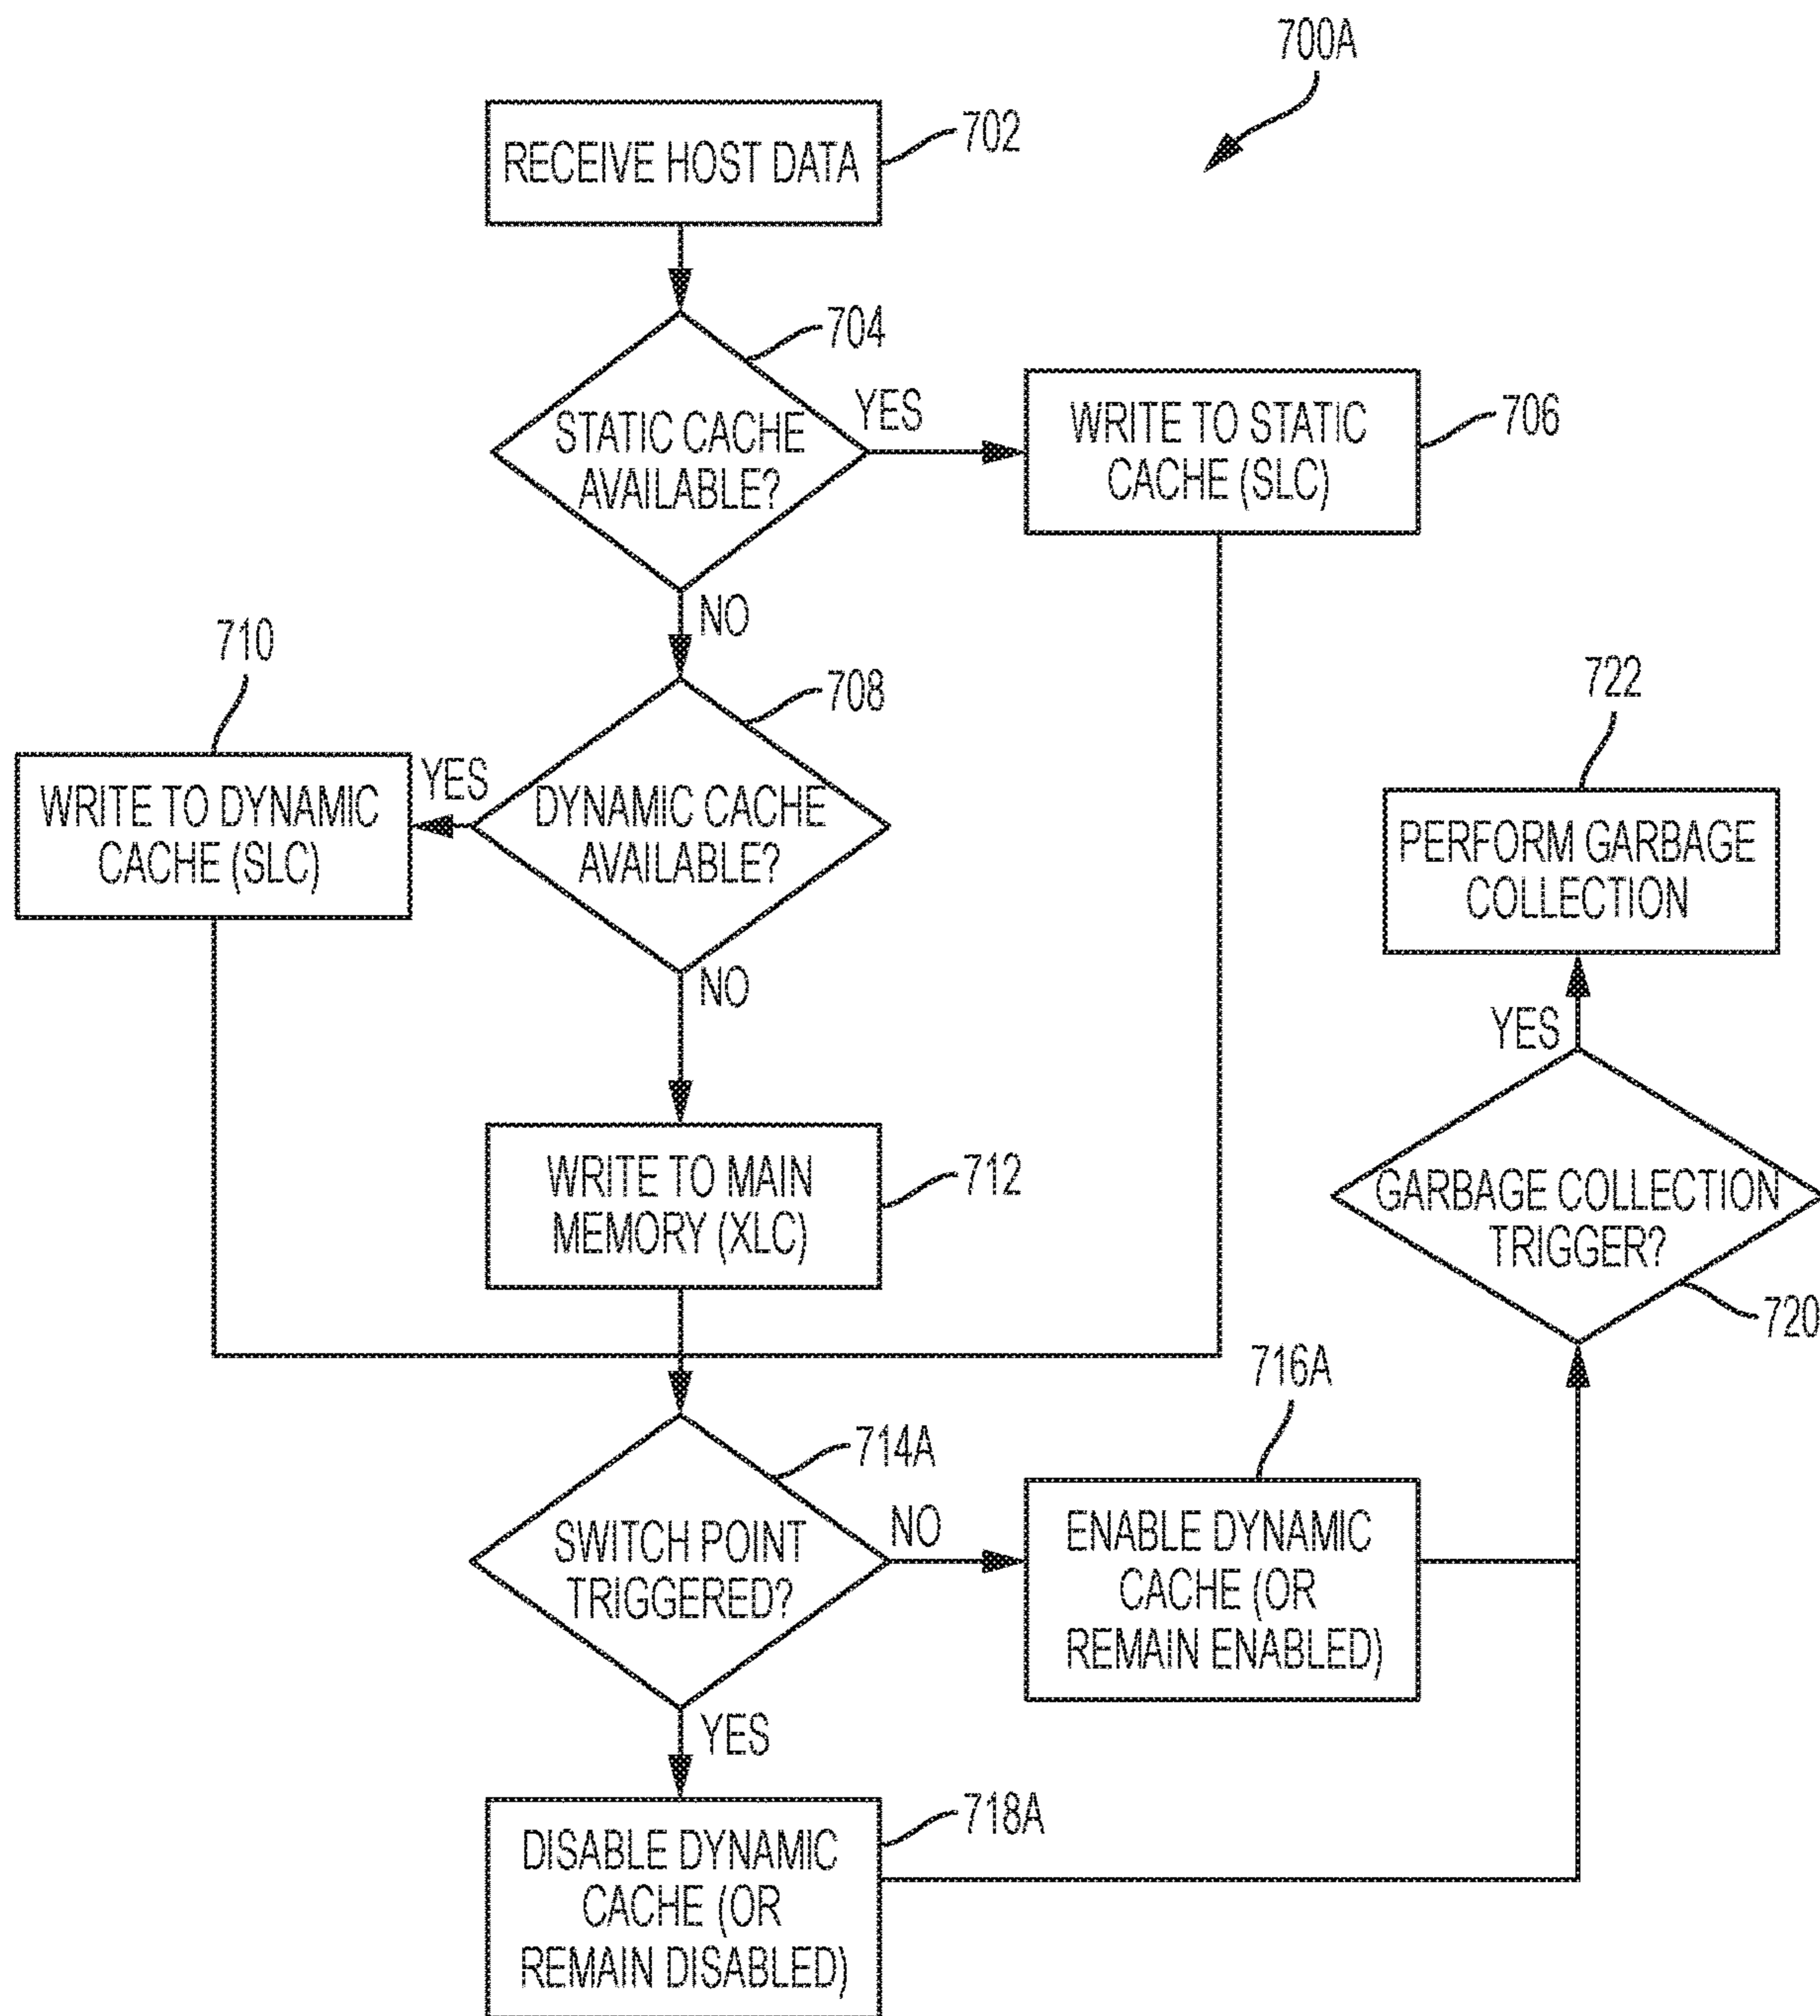 700A
RECEIVE HOST DATA
702
704
STATIC CACHE
AVAILABLE?
YES
WRITE TO STATIC
CACHE (SLC)
706
NO
710
708
WRITE TO DYNAMIC
CACHE (SLC)
YES
DYNAMIC CACHE
AVAILABLE?
722
PERFORM GARBAGE
COLLECTION
NO
YES
WRITE TO MAIN
MEMORY (XLC)
712
GARBAGE COLLECTION
TRIGGER?
720
716A
714A
SWITCH POINT
TRIGGERED?
NO
ENABLE DYNAMIC
CACHE (OR
REMAIN ENABLED)
YES
718A
DISABLE DYNAMIC
CACHE (OR
REMAIN DISABLED)